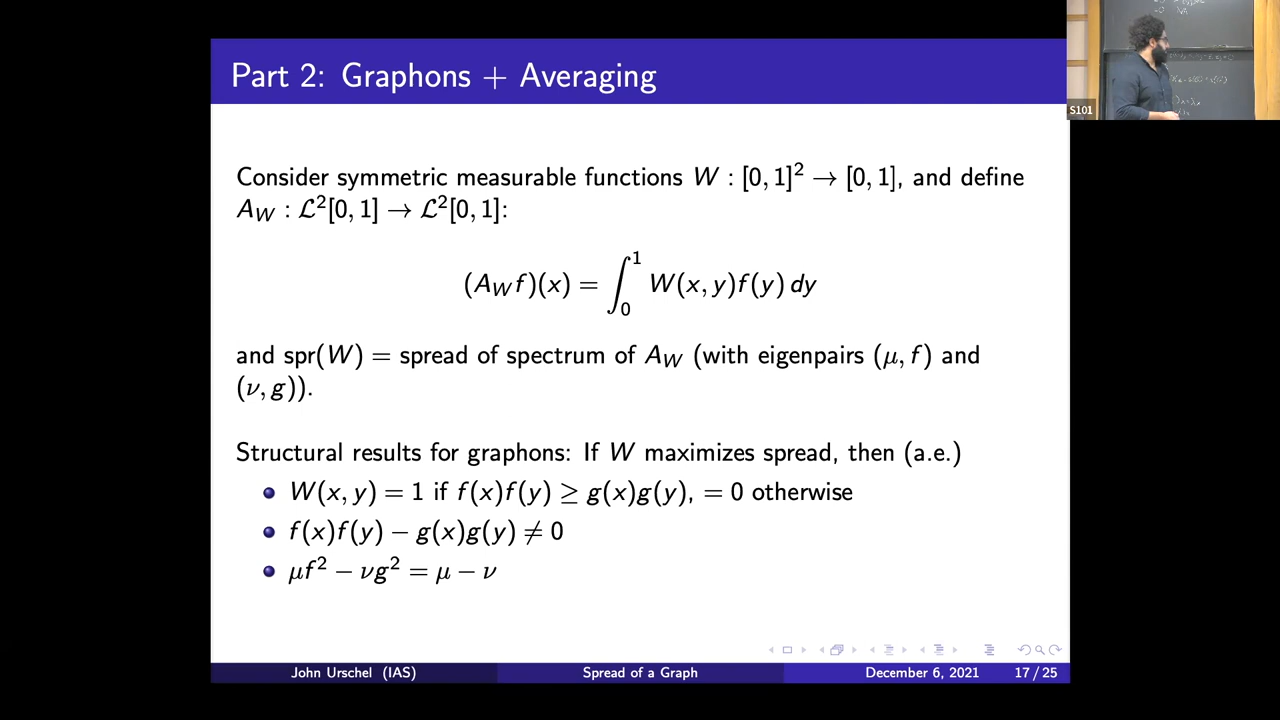 Part 2: Graphons + Averaging
Consider symmetric measurable functions W : [0, 1]² → [0, 1], and define
A_W : ℒ²[0, 1] → ℒ²[0, 1]:
(A_W f)(x) = ∫₀¹ W(x, y)f(y) dy
and spr(W) = spread of spectrum of A_W (with eigenpairs (μ, f) and
(ν, g)).
Structural results for graphons: If W maximizes spread, then (a.e.)
W(x, y) = 1 if f(x)f(y) ≥ g(x)g(y), = 0 otherwise
f(x)f(y) − g(x)g(y) ≠ 0
μf² − νg² = μ − ν
John Urschel (IAS)
Spread of a Graph
December 6, 2021
17 / 25
S101